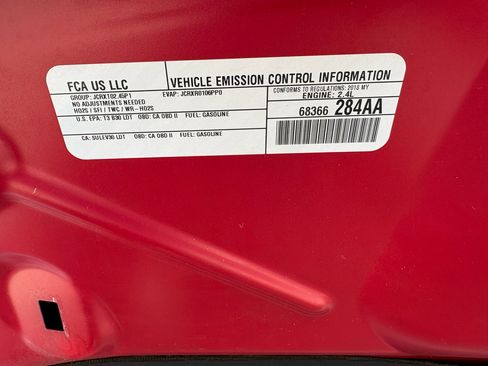 FCA US LLC
VEHICLE EMISSION CONTROL INFORMATION
GROUP: JCRXT02.45P1
EVAP: JCRXR0106PP0
CONFORMS TO REGULATIONS: 2018 MY
NO ADJUSTMENTS NEEDED
ENGINE: 2.4L
HO2S / SFI / TWC / WR-HO2S
68366 284AA
U.S. EPA: T3 B30 LDT OBD: CA OBD II FUEL: GASOLINE
CA: SULEV30 LDT OBD: CA OBD II FUEL: GASOLINE